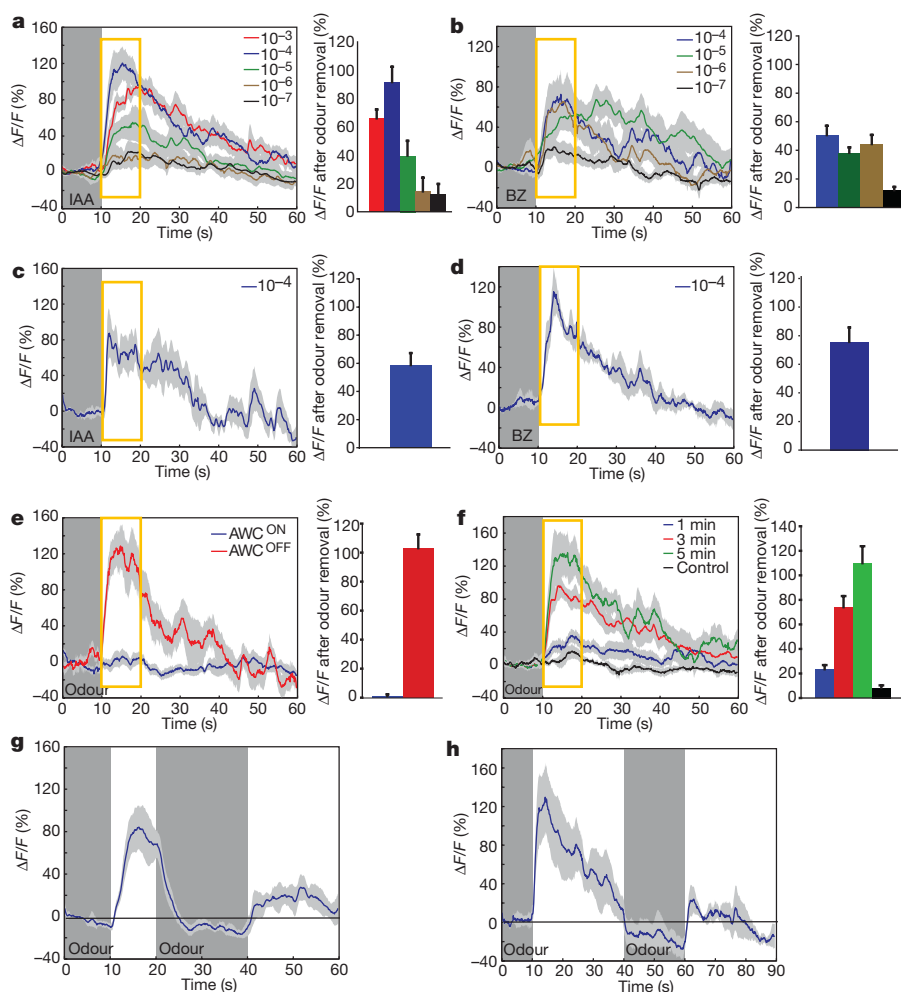 a
ΔF/F (%)
160
120
80
40
0
−40
IAA
10−3
10−4
10−5
10−6
10−7
0 10 20 30 40 50 60
Time (s)
ΔF/F after odour removal (%)
120
100
80
60
40
20
0
b
ΔF/F (%)
120
80
40
0
−40
BZ
10−4
10−5
10−6
10−7
0 10 20 30 40 50 60
Time (s)
ΔF/F after odour removal (%)
120
100
80
60
40
20
0
c
ΔF/F (%)
160
120
80
40
0
−40
IAA
10−4
0 10 20 30 40 50 60
Time (s)
ΔF/F after odour removal (%)
120
100
80
60
40
20
0
d
ΔF/F (%)
120
80
40
0
−40
BZ
10−4
0 10 20 30 40 50 60
Time (s)
ΔF/F after odour removal (%)
120
100
80
60
40
20
0
e
ΔF/F (%)
160
120
80
40
0
−40
Odour
AWC ON
AWC OFF
0 10 20 30 40 50 60
Time (s)
ΔF/F after odour removal (%)
120
100
80
60
40
20
0
f
ΔF/F (%)
160
120
80
40
0
−40
Odour
1 min
3 min
5 min
Control
0 10 20 30 40 50 60
Time (s)
ΔF/F after odour removal (%)
140
120
100
80
60
40
20
0
g
ΔF/F (%)
160
120
80
40
0
−40
Odour
Odour
0 10 20 30 40 50 60
Time (s)
h
ΔF/F (%)
160
120
80
40
0
−40
Odour
Odour
0 10 20 30 40 50 60 70 80 90
Time (s)